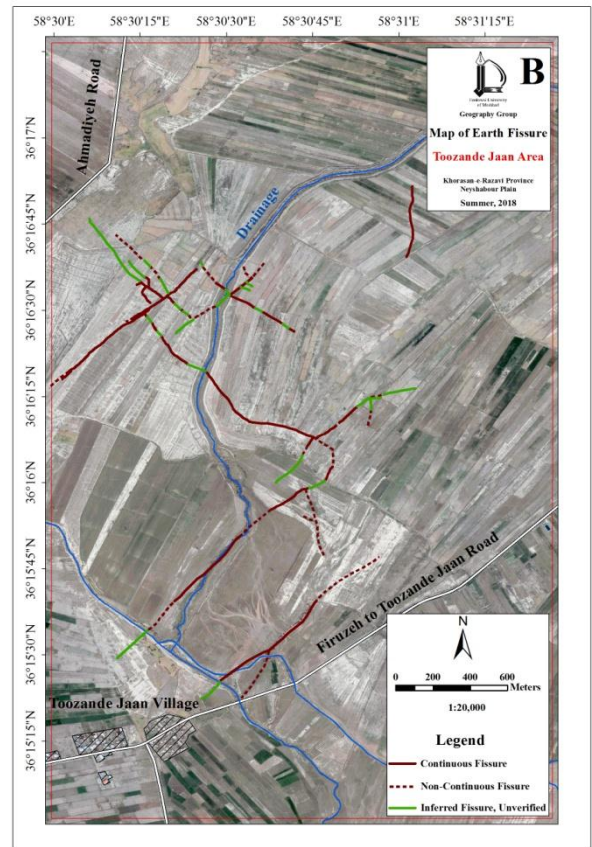 58°30'E 58°30'15"E 58°30'30"E 58°30'45"E 58°31'E 58°31'15"E
B
Geography Group
Map of Earth Fissure
Toozande Jaan Area
Khorasan-e-Razavi Province
Neyshabour Plain
Summer, 2018
Ahmadiyeh Road
Drainage
36°17'N
36°16'45"N
36°16'30"N
36°16'15"N
36°16'N
36°15'45"N
36°15'30"N
36°15'15"N
Firuzeh to Toozande Jaan Road
Toozande Jaan Village
N
0 200 400 600
Meters
1:20,000
Legend
Continuous Fissure
Non-Continuous Fissure
Inferred Fissure, Unverified